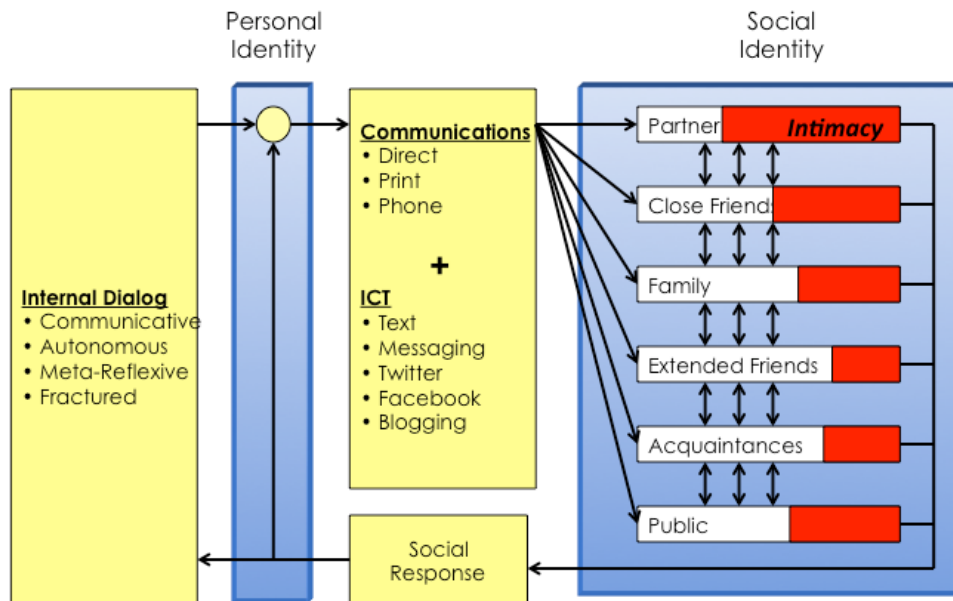 Personal
Identity
Social
Identity
Internal Dialog
• Communicative
• Autonomous
• Meta-Reflexive
• Fractured
Communications
• Direct
• Print
• Phone
+
ICT
• Text
• Messaging
• Twitter
• Facebook
• Blogging
Social
Response
Partner
Intimacy
Close Friends
Family
Extended Friends
Acquaintances
Public